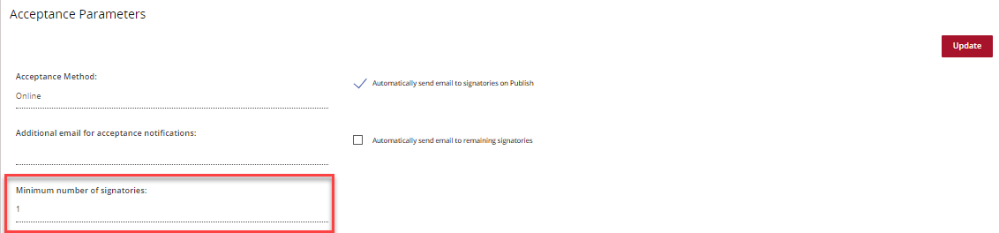 Acceptance Parameters
Update
Acceptance Method:
Online
Automatically send email to signatories on Publish
Additional email for acceptance notifications:
Automatically send email to remaining signatories
Minimum number of signatories:
1